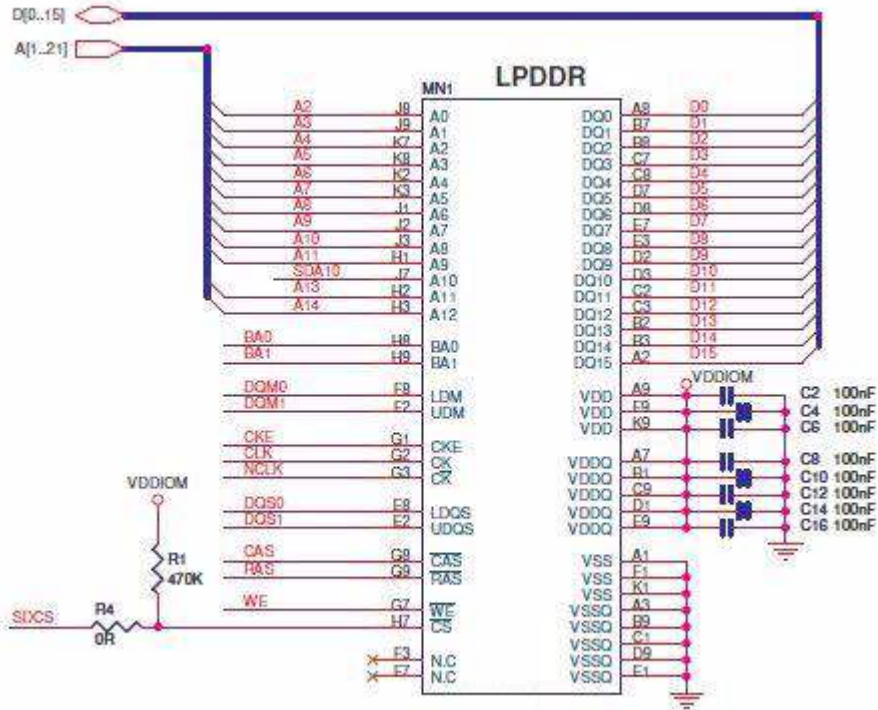 D[0..15]
A[1..21]
LPDDR
MN1
A2 J8 A0 DQ0 A8 D0
A3 J9 A1 DQ1 B7 D1
A4 K7 A2 DQ2 B8 D2
A5 K8 A3 DQ3 C7 D3
A6 K2 A4 DQ4 C8 D4
A7 K3 A5 DQ5 D7 D5
A8 J1 A6 DQ6 D8 D6
A9 J2 A7 DQ7 E7 D7
A10 J3 A8 DQ8 E3 D8
A11 H1 A9 DQ9 D2 D9
SDA10 J7 A10 DQ10 D3 D10
A13 H2 A11 DQ11 C2 D11
A14 H3 A12 DQ12 C3 D12
DQ13 B2 D13
BA0 H8 BA0 DQ14 B3 D14
BA1 H9 BA1 DQ15 A2 D15
VDDIOM
DQM0 F8 LDM VDD A9 C2 100nF
DQM1 F2 UDM VDD F9 C4 100nF
VDD K9 C6 100nF
CKE G1 CKE
CLK G2 CK VDDQ A7 C8 100nF
NCLK G3 CK VDDQ B1 C10 100nF
VDDIOM
VDDQ C9 C12 100nF
DQS0 E8 LDQS VDDQ D1 C14 100nF
DQS1 E2 UDQS VDDQ E9 C16 100nF
CAS G8 CAS VSS A1
R1
RAS G9 RAS VSS F1
470K
VSS K1
WE G7 WE VSSQ A3
SDCS R4 H7 CS VSSQ B9
0R
VSSQ C1
F3 N.C VSSQ D9
F7 N.C VSSQ E1